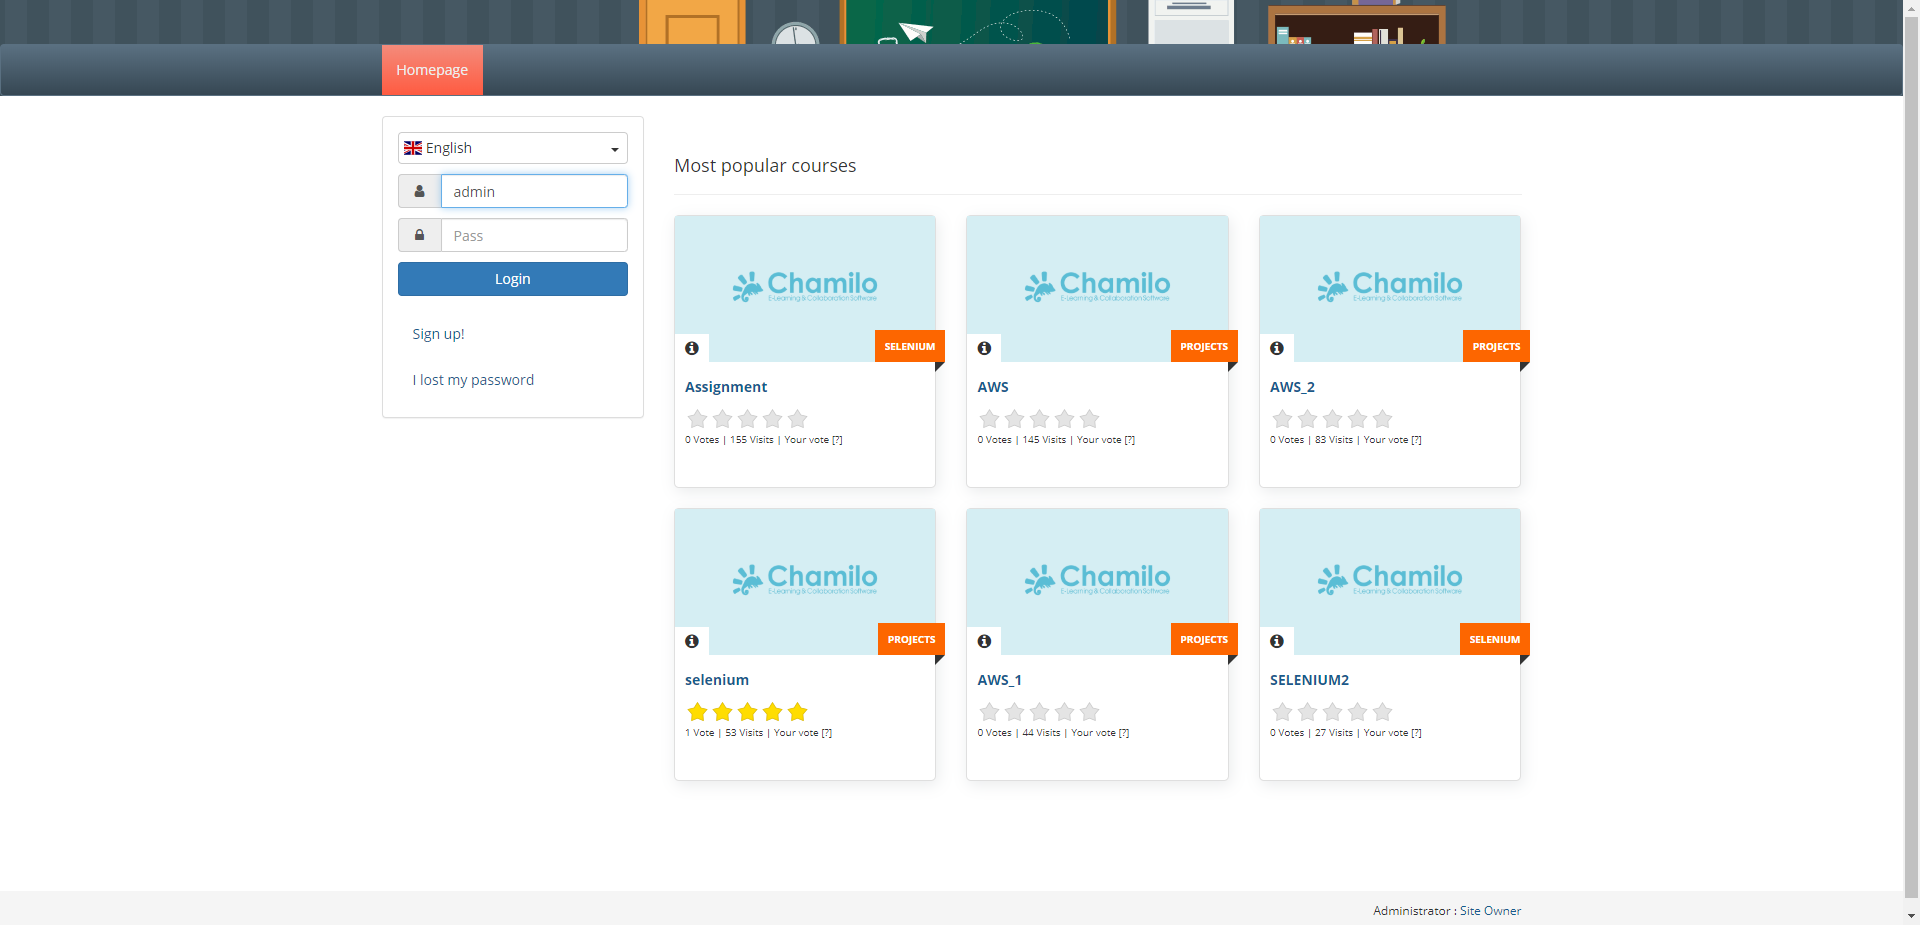 Homepage
English
admin
Pass
Login
Sign up!
I lost my password
Most popular courses
Chamilo
E-Learning & Collaboration Software
SELENIUM
Assignment
0 Votes | 155 Visits | Your vote [?]
Chamilo
E-Learning & Collaboration Software
PROJECTS
AWS
0 Votes | 145 Visits | Your vote [?]
Chamilo
E-Learning & Collaboration Software
PROJECTS
AWS_2
0 Votes | 83 Visits | Your vote [?]
Chamilo
E-Learning & Collaboration Software
PROJECTS
selenium
1 Vote | 53 Visits | Your vote [?]
Chamilo
E-Learning & Collaboration Software
PROJECTS
AWS_1
0 Votes | 44 Visits | Your vote [?]
Chamilo
E-Learning & Collaboration Software
SELENIUM
SELENIUM2
0 Votes | 27 Visits | Your vote [?]
Administrator : Site Owner